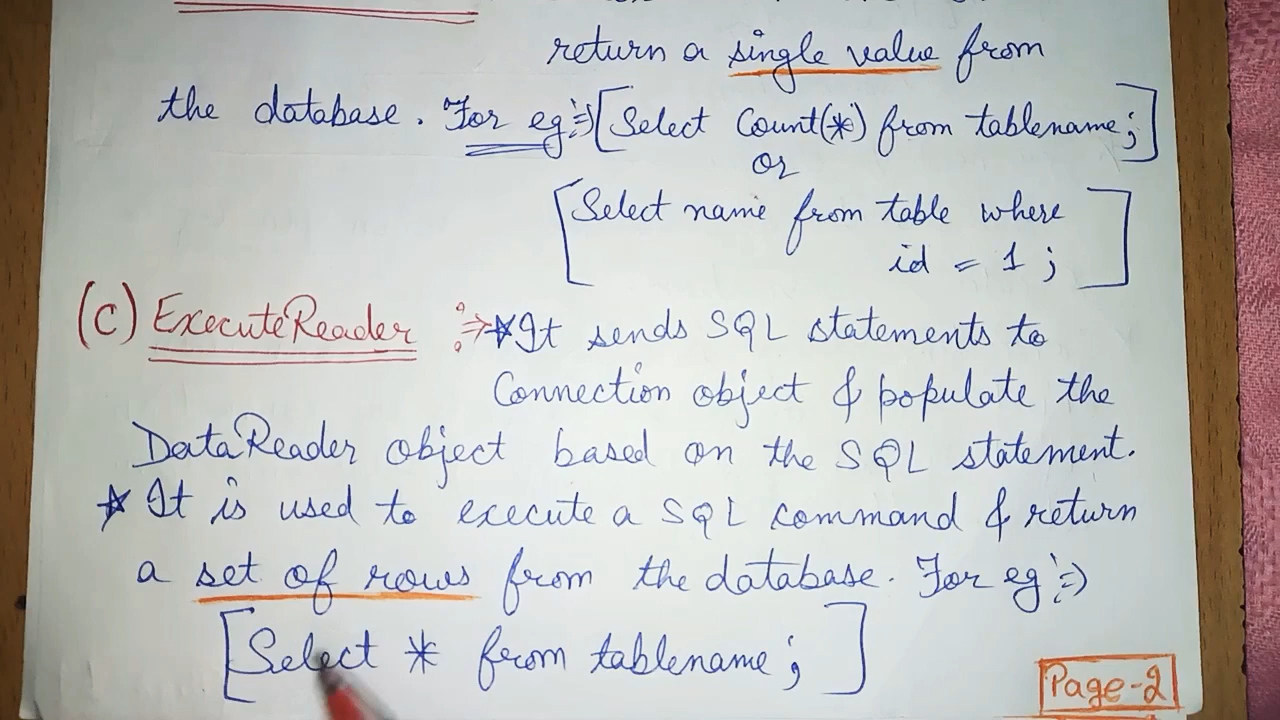 return a single value from
the database. For eg:⇒[Select Count(*) from tablename;]
or
[Select name from table where
id = 1 ;]
(C) ExecuteReader :⇒ *It sends SQL statements to
Connection object & populate the
DataReader object based on the SQL statement.
* It is used to execute a SQL command & return
a set of rows from the database. For eg:⇒
[Select * from tablename ;]
Page-2